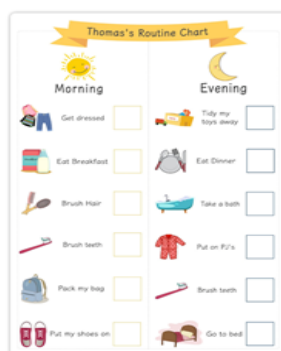 Thomas's Routine Chart
Morning
Get dressed
Eat Breakfast
Brush Hair
Brush teeth
Pack my bag
Put my shoes on
Evening
Tidy my
toys away
Eat Dinner
Take a bath
Put on PJ's
Brush teeth
Go to bed